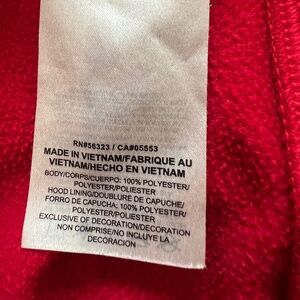 RN#56323 / CA#05553
MADE IN VIETNAM/FABRIQUE AU
VIETNAM/HECHO EN VIETNAM
BODY/CORPS/CUERPO: 100% POLYESTER/
POLYESTER/POLIESTER
HOOD LINING/DOUBLURE DE CAPUCHE/
FORRO DE CAPUCHA: 100% POLYESTER/
POLYESTER/POLIESTER
EXCLUSIVE OF DECORATION/DECORATION
NON COMPRISE/NO INCLUYE LA
DECORACION